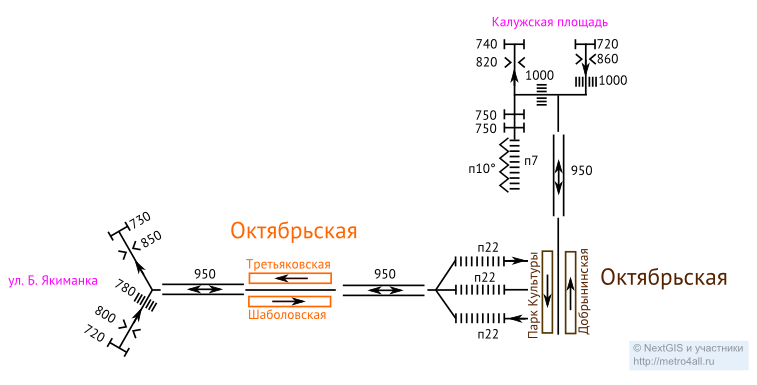 Калужская площадь
740
720
820
860
1000
1000
750
750
п10°
п7
950
730
850
Октябрьская
ул. Б. Якиманка
Третьяковская
950
950
780
800
720
Шаболовская
п22
п22
п22
Парк Культуры
Добрынинская
Октябрьская
© NextGIS и участники
http://metro4all.ru